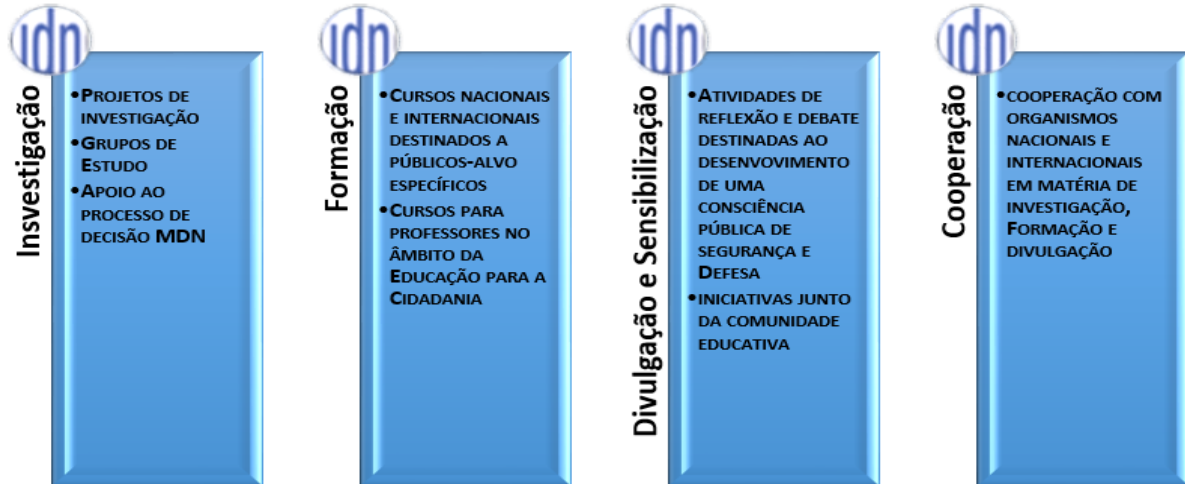 idn
Insvestigação
•PROJETOS DE
INVESTIGAÇÃO
•GRUPOS DE
ESTUDO
•APOIO AO
PROCESSO DE
DECISÃO MDN
idn
Formação
•CURSOS NACIONAIS
E INTERNACIONAIS
DESTINADOS A
PÚBLICOS-ALVO
ESPECÍFICOS
•CURSOS PARA
PROFESSORES NO
ÂMBITO DA
EDUCAÇÃO PARA A
CIDADANIA
idn
Divulgação e Sensibilização
•ATIVIDADES DE
REFLEXÃO E DEBATE
DESTINADAS AO
DESENVOVIMENTO
DE UMA
CONSCIÊNCIA
PÚBLICA DE
SEGURANÇA E
DEFESA
•INICIATIVAS JUNTO
DA COMUNIDADE
EDUCATIVA
idn
Cooperação
•COOPERAÇÃO COM
ORGANISMOS
NACIONAIS E
INTERNACIONAIS
EM MATÉRIA DE
INVESTIGAÇÃO,
FORMAÇÃO E
DIVULGAÇÃO